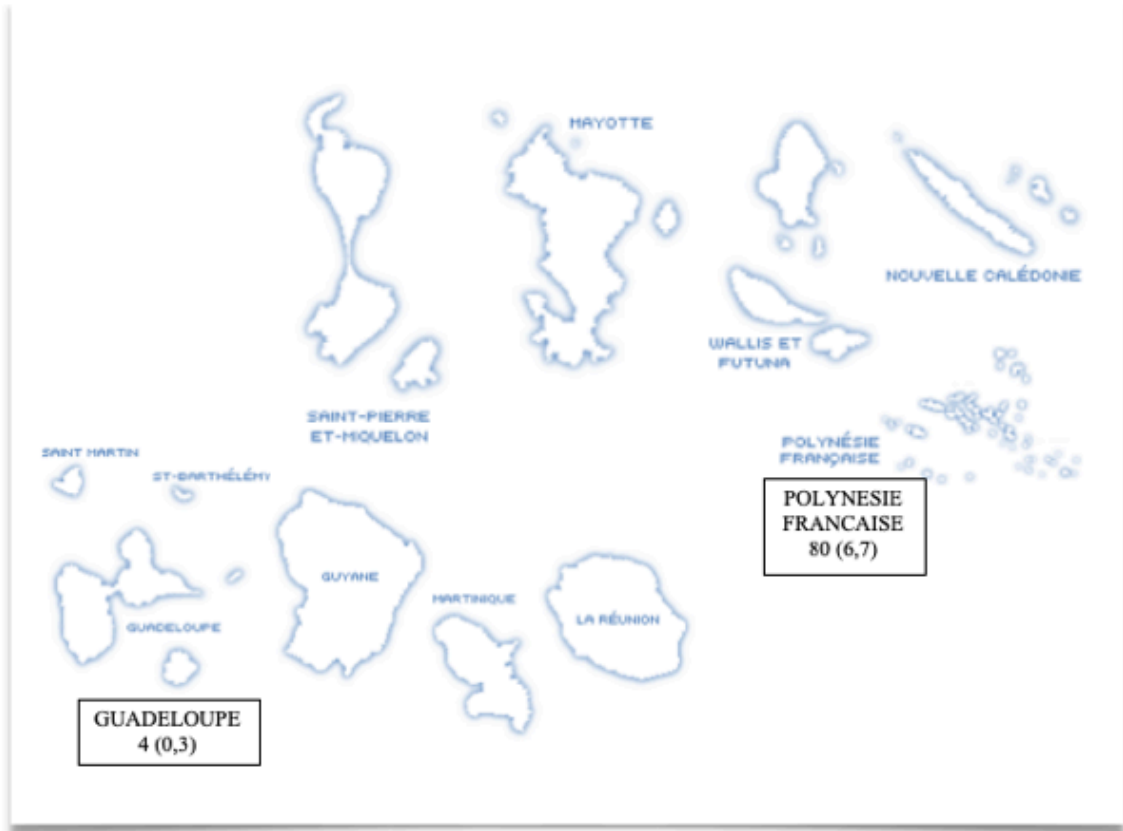 MAYOTTE
NOUVELLE CALÉDONIE
WALLIS ET
FUTUNA
SAINT-PIERRE
ET-MIQUELON
POLYNÉSIE
FRANÇAISE
SAINT MARTIN
ST-BARTHÉLÉMY
POLYNESIE
FRANCAISE
80 (6,7)
GUYANE
MARTINIQUE
LA RÉUNION
GUADELOUPE
GUADELOUPE
4 (0,3)